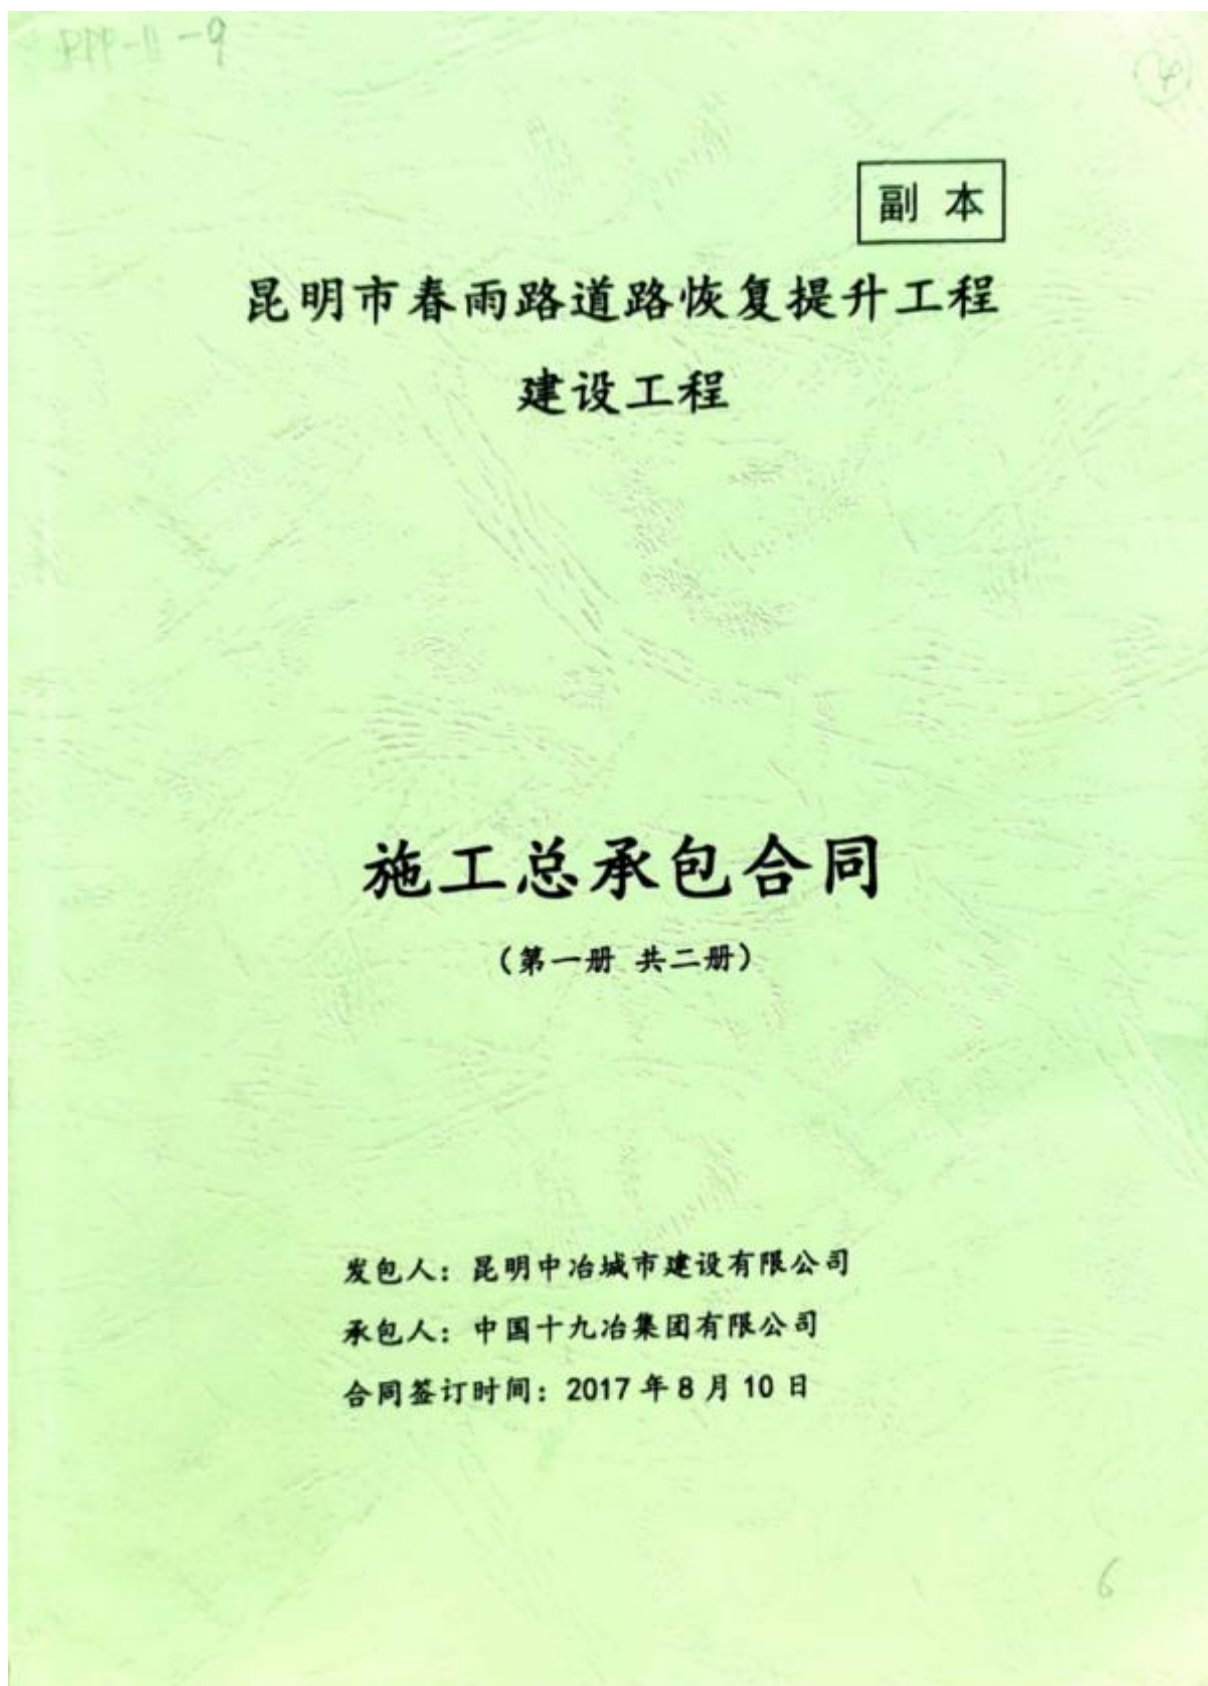 副 本
昆明市春雨路道路恢复提升工程
建设工程
施工总承包合同
（第一册 共二册）
发包人：昆明中冶城市建设有限公司
承包人：中国十九冶集团有限公司
合同签订时间：2017年8月10日
6